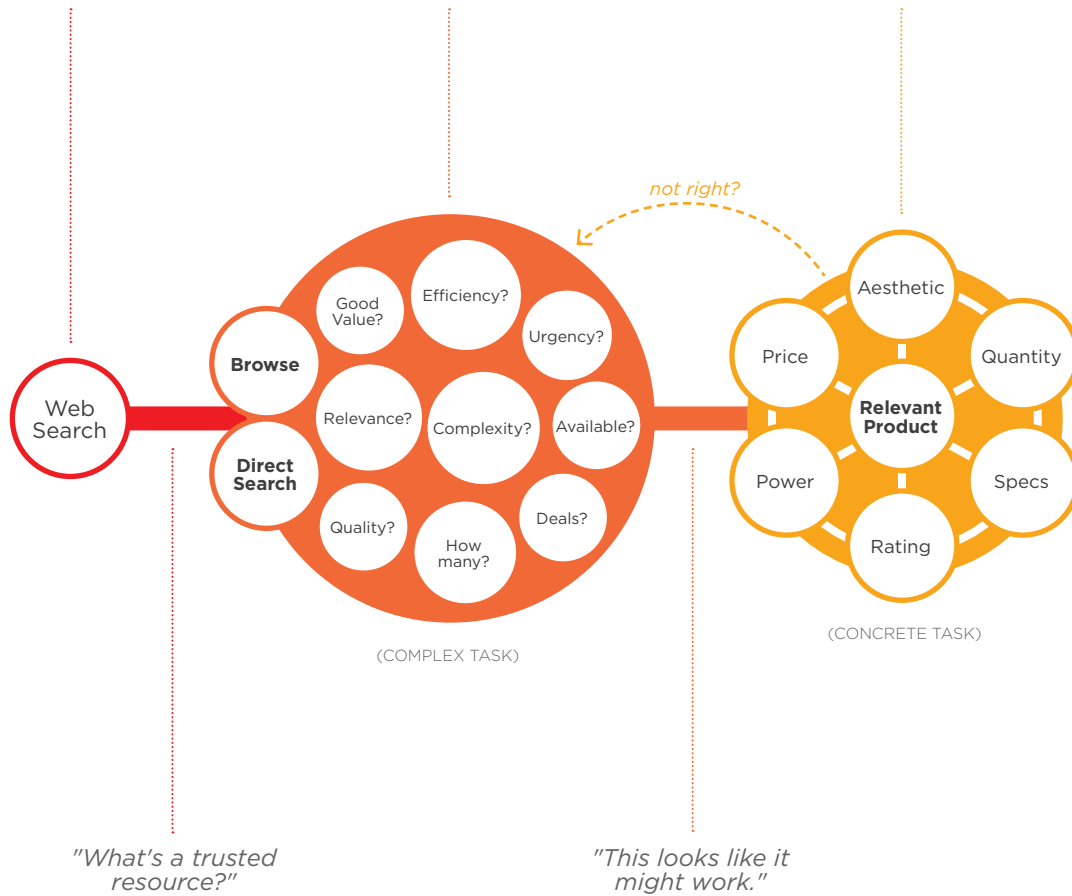 not right?
Web
Search
Browse
Direct
Search
Good
Value?
Efficiency?
Urgency?
Relevance?
Complexity?
Available?
Quality?
How
many?
Deals?
(COMPLEX TASK)
Aesthetic
Price
Quantity
Relevant
Product
Power
Specs
Rating
(CONCRETE TASK)
"What's a trusted
resource?"
"This looks like it
might work."